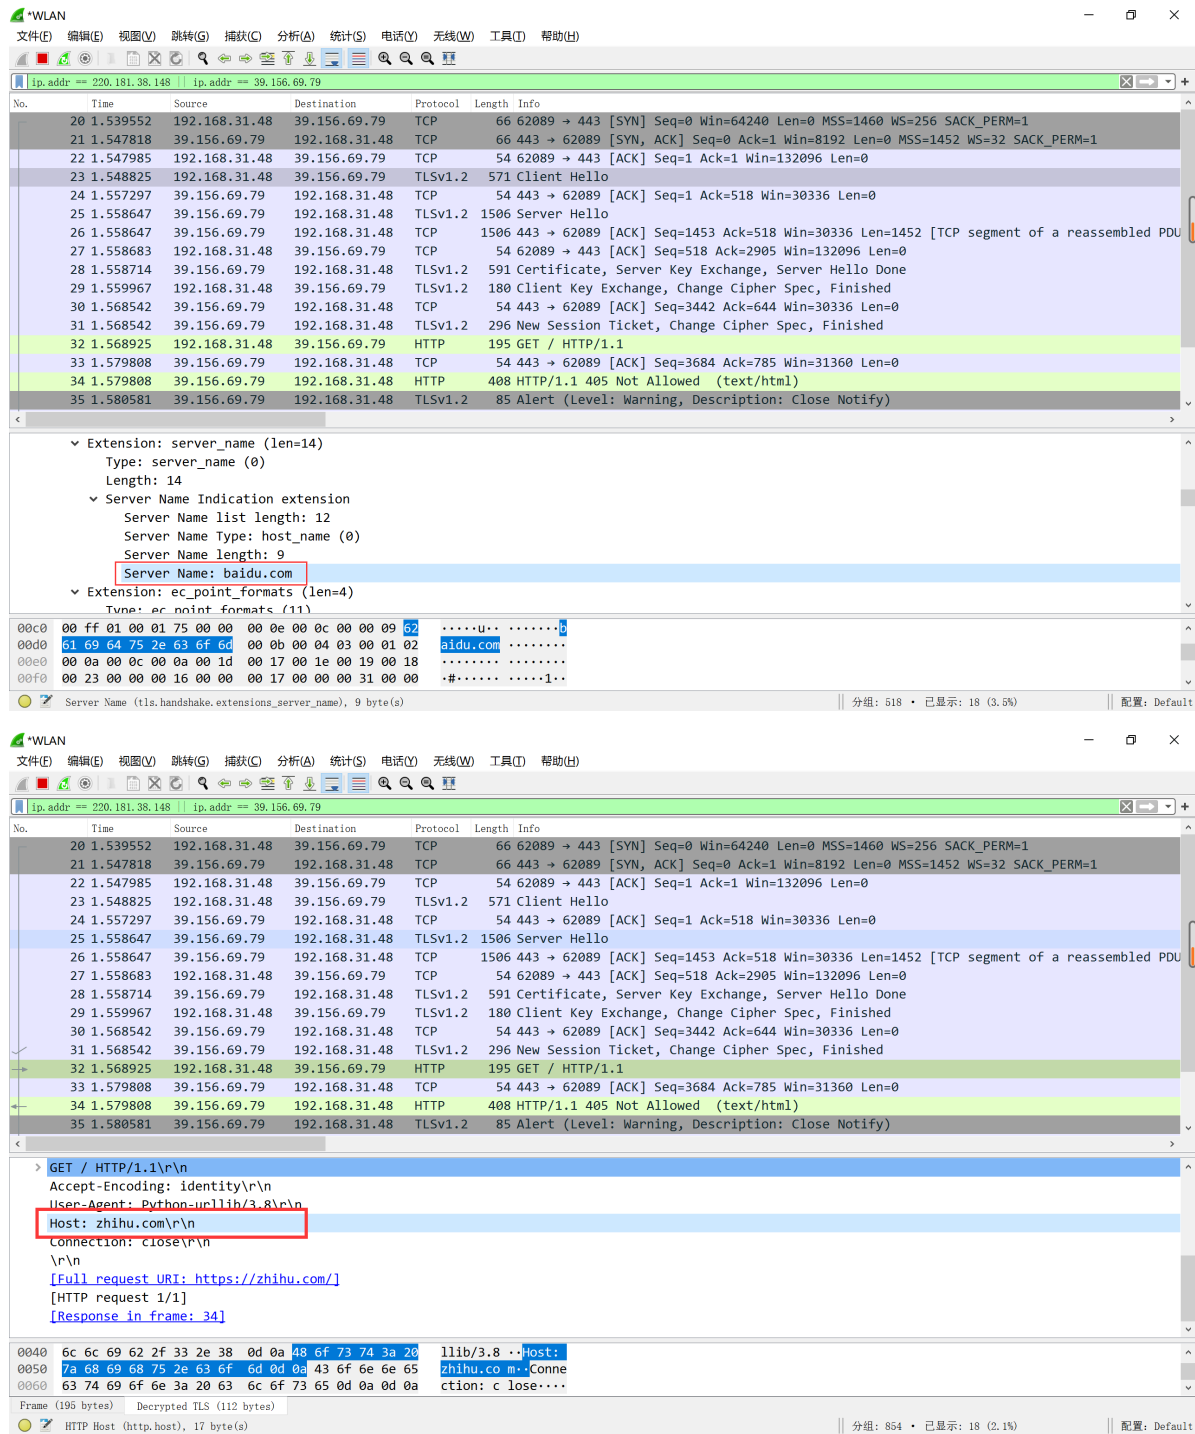 *WLAN
文件(F) 编辑(E) 视图(V) 跳转(G) 捕获(C) 分析(A) 统计(S) 电话(Y) 无线(W) 工具(T) 帮助(H)
ip.addr == 220.181.38.148 || ip.addr == 39.156.69.79
No. Time Source Destination Protocol Length Info
20 1.539552 192.168.31.48 39.156.69.79 TCP 66 62089 → 443 [SYN] Seq=0 Win=64240 Len=0 MSS=1460 WS=256 SACK_PERM=1
21 1.547818 39.156.69.79 192.168.31.48 TCP 66 443 → 62089 [SYN, ACK] Seq=0 Ack=1 Win=8192 Len=0 MSS=1452 WS=32 SACK_PERM=1
22 1.547985 192.168.31.48 39.156.69.79 TCP 54 62089 → 443 [ACK] Seq=1 Ack=1 Win=132096 Len=0
23 1.548825 192.168.31.48 39.156.69.79 TLSv1.2 571 Client Hello
24 1.557297 39.156.69.79 192.168.31.48 TCP 54 443 → 62089 [ACK] Seq=1 Ack=518 Win=30336 Len=0
25 1.558647 39.156.69.79 192.168.31.48 TLSv1.2 1506 Server Hello
26 1.558647 39.156.69.79 192.168.31.48 TCP 1506 443 → 62089 [ACK] Seq=1453 Ack=518 Win=30336 Len=1452 [TCP segment of a reassembled PDU
27 1.558683 192.168.31.48 39.156.69.79 TCP 54 62089 → 443 [ACK] Seq=518 Ack=2905 Win=132096 Len=0
28 1.558714 39.156.69.79 192.168.31.48 TLSv1.2 591 Certificate, Server Key Exchange, Server Hello Done
29 1.559967 192.168.31.48 39.156.69.79 TLSv1.2 180 Client Key Exchange, Change Cipher Spec, Finished
30 1.568542 39.156.69.79 192.168.31.48 TCP 54 443 → 62089 [ACK] Seq=3442 Ack=644 Win=30336 Len=0
31 1.568542 39.156.69.79 192.168.31.48 TLSv1.2 296 New Session Ticket, Change Cipher Spec, Finished
32 1.568925 192.168.31.48 39.156.69.79 HTTP 195 GET / HTTP/1.1
33 1.579808 39.156.69.79 192.168.31.48 TCP 54 443 → 62089 [ACK] Seq=3684 Ack=785 Win=31360 Len=0
34 1.579808 39.156.69.79 192.168.31.48 HTTP 408 HTTP/1.1 405 Not Allowed (text/html)
35 1.580581 39.156.69.79 192.168.31.48 TLSv1.2 85 Alert (Level: Warning, Description: Close Notify)
Extension: server_name (len=14)
Type: server_name (0)
Length: 14
Server Name Indication extension
Server Name list length: 12
Server Name Type: host_name (0)
Server Name length: 9
Server Name: baidu.com
Extension: ec_point_formats (len=4)
Type: ec_point_formats (11)
00c0 00 ff 01 00 01 75 00 00 00 0e 00 0c 00 00 09 62 ·····u·· ·······b
00d0 61 69 64 75 2e 63 6f 6d 00 0b 00 04 03 00 01 02 aidu.com ········
00e0 00 0a 00 0c 00 0a 00 1d 00 17 00 1e 00 19 00 18 ········ ········
00f0 00 23 00 00 00 16 00 00 00 17 00 00 00 31 00 00 ·#······ ·····1··
Server Name (tls.handshake.extensions_server_name), 9 byte(s) 分组: 518 · 已显示: 18 (3.5%) 配置: Default
*WLAN
文件(F) 编辑(E) 视图(V) 跳转(G) 捕获(C) 分析(A) 统计(S) 电话(Y) 无线(W) 工具(T) 帮助(H)
ip.addr == 220.181.38.148 || ip.addr == 39.156.69.79
No. Time Source Destination Protocol Length Info
20 1.539552 192.168.31.48 39.156.69.79 TCP 66 62089 → 443 [SYN] Seq=0 Win=64240 Len=0 MSS=1460 WS=256 SACK_PERM=1
21 1.547818 39.156.69.79 192.168.31.48 TCP 66 443 → 62089 [SYN, ACK] Seq=0 Ack=1 Win=8192 Len=0 MSS=1452 WS=32 SACK_PERM=1
22 1.547985 192.168.31.48 39.156.69.79 TCP 54 62089 → 443 [ACK] Seq=1 Ack=1 Win=132096 Len=0
23 1.548825 192.168.31.48 39.156.69.79 TLSv1.2 571 Client Hello
24 1.557297 39.156.69.79 192.168.31.48 TCP 54 443 → 62089 [ACK] Seq=1 Ack=518 Win=30336 Len=0
25 1.558647 39.156.69.79 192.168.31.48 TLSv1.2 1506 Server Hello
26 1.558647 39.156.69.79 192.168.31.48 TCP 1506 443 → 62089 [ACK] Seq=1453 Ack=518 Win=30336 Len=1452 [TCP segment of a reassembled PDU
27 1.558683 192.168.31.48 39.156.69.79 TCP 54 62089 → 443 [ACK] Seq=518 Ack=2905 Win=132096 Len=0
28 1.558714 39.156.69.79 192.168.31.48 TLSv1.2 591 Certificate, Server Key Exchange, Server Hello Done
29 1.559967 192.168.31.48 39.156.69.79 TLSv1.2 180 Client Key Exchange, Change Cipher Spec, Finished
30 1.568542 39.156.69.79 192.168.31.48 TCP 54 443 → 62089 [ACK] Seq=3442 Ack=644 Win=30336 Len=0
31 1.568542 39.156.69.79 192.168.31.48 TLSv1.2 296 New Session Ticket, Change Cipher Spec, Finished
32 1.568925 192.168.31.48 39.156.69.79 HTTP 195 GET / HTTP/1.1
33 1.579808 39.156.69.79 192.168.31.48 TCP 54 443 → 62089 [ACK] Seq=3684 Ack=785 Win=31360 Len=0
34 1.579808 39.156.69.79 192.168.31.48 HTTP 408 HTTP/1.1 405 Not Allowed (text/html)
35 1.580581 39.156.69.79 192.168.31.48 TLSv1.2 85 Alert (Level: Warning, Description: Close Notify)
GET / HTTP/1.1\r\n
Accept-Encoding: identity\r\n
User-Agent: Python-urllib/3.8\r\n
Host: zhihu.com\r\n
Connection: close\r\n
\r\n
[Full request URI: https://zhihu.com/]
[HTTP request 1/1]
[Response in frame: 34]
0040 6c 6c 69 62 2f 33 2e 38 0d 0a 48 6f 73 74 3a 20 llib/3.8 ··Host: 
0050 7a 68 69 68 75 2e 63 6f 6d 0d 0a 43 6f 6e 6e 65 zhihu.co m··Conne
0060 63 74 69 6f 6e 3a 20 63 6c 6f 73 65 0d 0a 0d 0a ction: c lose····
Frame (195 bytes) Decrypted TLS (112 bytes)
HTTP Host (http.host), 17 byte(s) 分组: 854 · 已显示: 18 (2.1%) 配置: Default